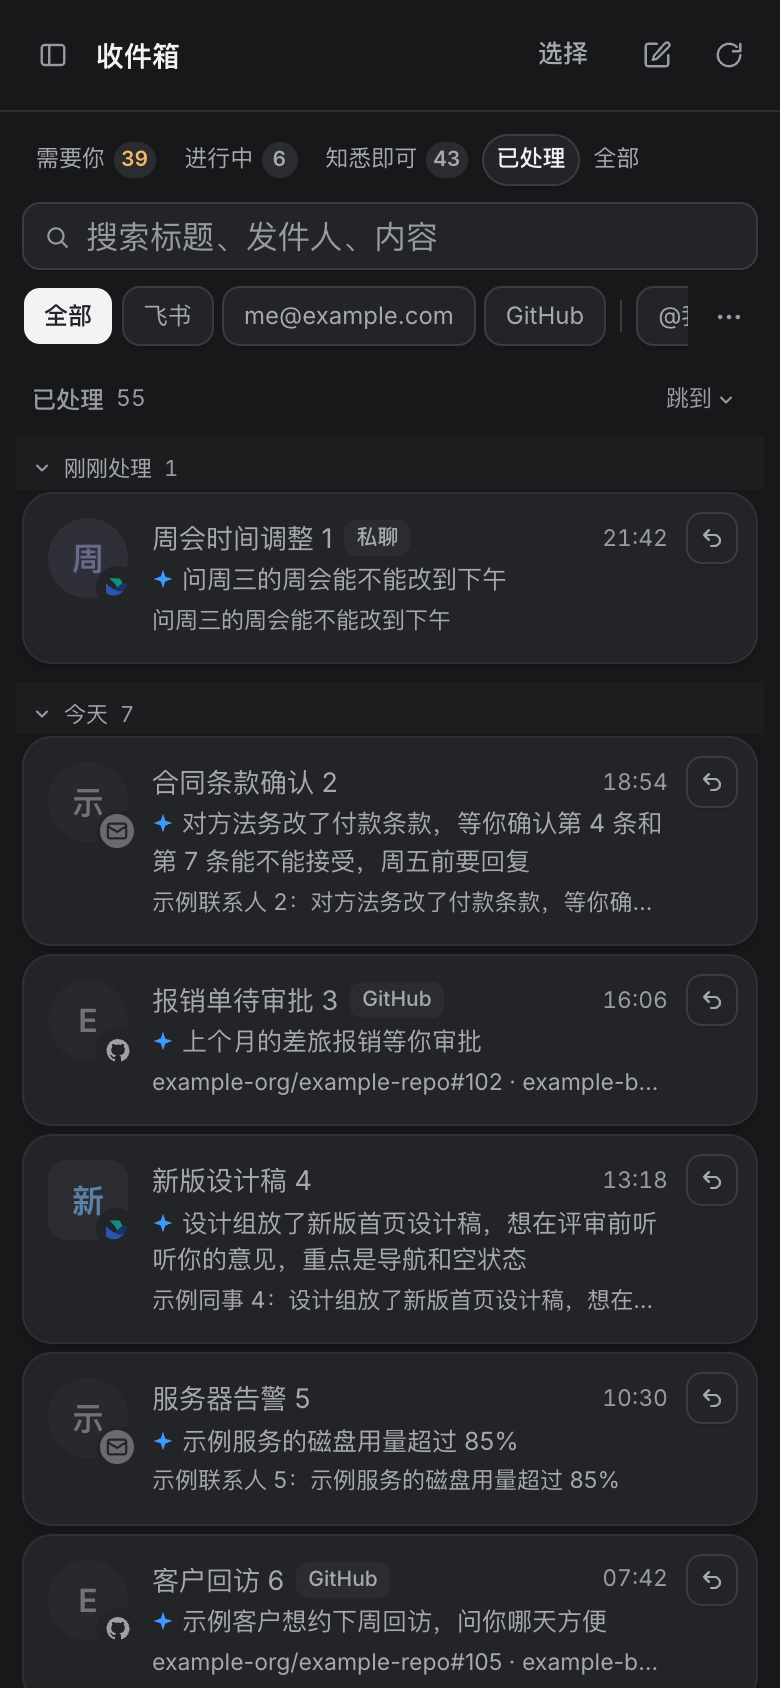 收件箱 选择
需要你 39 进行中 6 知悉即可 43 已处理 全部
搜索标题、发件人、内容
全部 飞书 me@example.com GitHub @
已处理 55 跳到
刚刚处理 1
周会时间调整 1 私聊 21:42
周
问周三的周会能不能改到下午
问周三的周会能不能改到下午
今天 7
合同条款确认 2 18:54
示
对方法务改了付款条款，等你确认第 4 条和
第 7 条能不能接受，周五前要回复
示例联系人 2：对方法务改了付款条款，等你确...
报销单待审批 3 GitHub 16:06
E
上个月的差旅报销等你审批
example-org/example-repo#102 · example-b...
新版设计稿 4 13:18
新
设计组放了新版首页设计稿，想在评审前听
听你的意见，重点是导航和空状态
示例同事 4：设计组放了新版首页设计稿，想在...
服务器告警 5 10:30
示
示例服务的磁盘用量超过 85%
示例联系人 5：示例服务的磁盘用量超过 85%
客户回访 6 GitHub 07:42
E
示例客户想约下周回访，问你哪天方便
example-org/example-repo#105 · example-b...